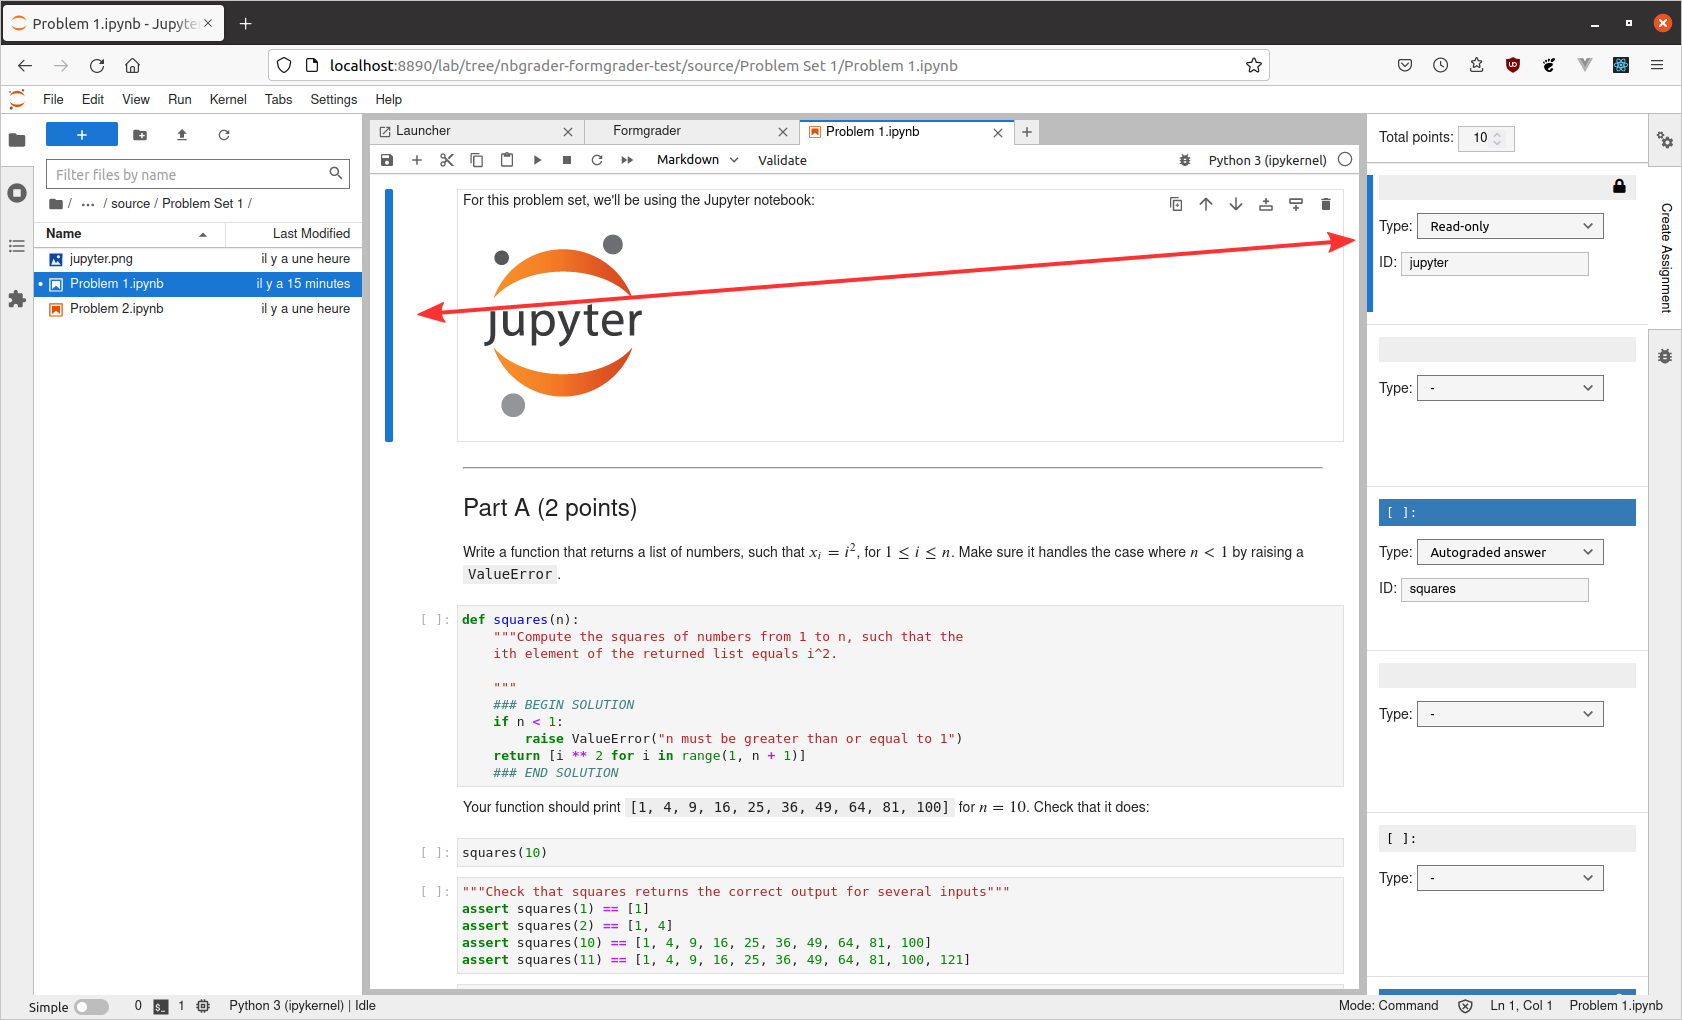 Problem 1.ipynb - Jupyte
localhost:8890/lab/tree/nbgrader-formgrader-test/source/Problem Set 1/Problem 1.ipynb
File Edit View Run Kernel Tabs Settings Help
Filter files by name
/ ··· / source / Problem Set 1 /
Name Last Modified
jupyter.png il y a une heure
Problem 1.ipynb il y a 15 minutes
Problem 2.ipynb il y a une heure
Launcher Formgrader Problem 1.ipynb
Markdown Validate Python 3 (ipykernel)
For this problem set, we'll be using the Jupyter notebook:
jupyter
Part A (2 points)
Write a function that returns a list of numbers, such that xᵢ = i², for 1 ≤ i ≤ n. Make sure it handles the case where n < 1 by raising a
ValueError .
[ ]: def squares(n):
"""Compute the squares of numbers from 1 to n, such that the
ith element of the returned list equals i^2.
"""
### BEGIN SOLUTION
if n < 1:
raise ValueError("n must be greater than or equal to 1")
return [i ** 2 for i in range(1, n + 1)]
### END SOLUTION
Your function should print [1, 4, 9, 16, 25, 36, 49, 64, 81, 100] for n = 10. Check that it does:
[ ]: squares(10)
[ ]: """Check that squares returns the correct output for several inputs"""
assert squares(1) == [1]
assert squares(2) == [1, 4]
assert squares(10) == [1, 4, 9, 16, 25, 36, 49, 64, 81, 100]
assert squares(11) == [1, 4, 9, 16, 25, 36, 49, 64, 81, 100, 121]
Total points: 10
Type: Read-only
ID: jupyter
Type: -
[ ]:
Type: Autograded answer
ID: squares
Type: -
[ ]:
Type: -
Create Assignment
Simple 0 $_ 1 Python 3 (ipykernel) | Idle Mode: Command Ln 1, Col 1 Problem 1.ipynb